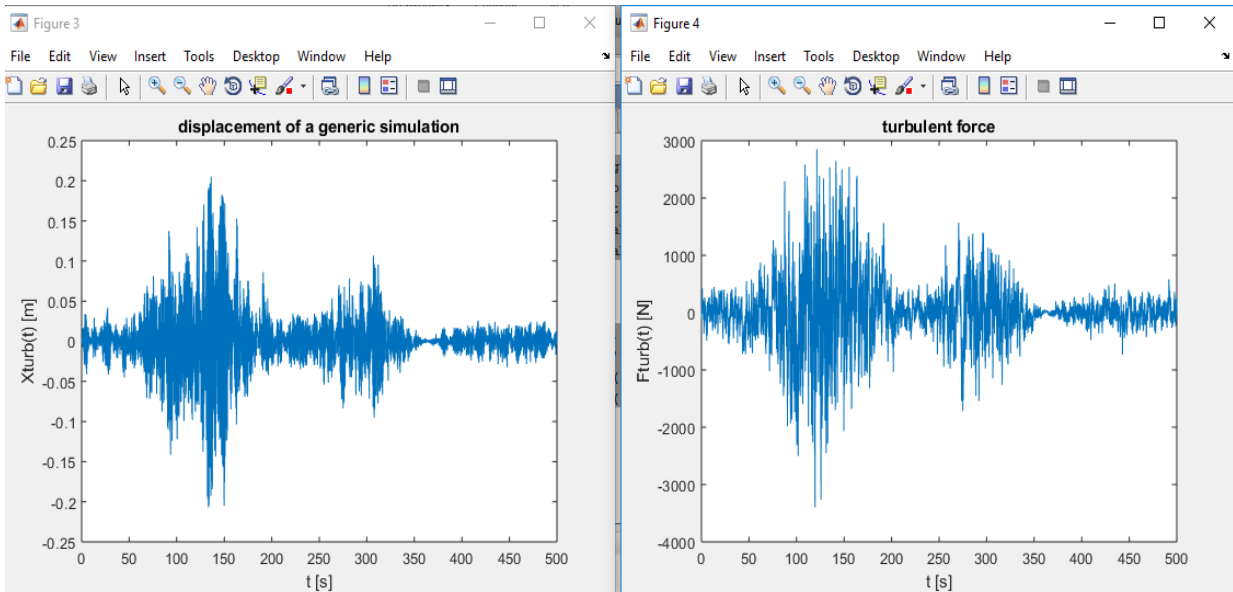 Figure 3
File Edit View Insert Tools Desktop Window Help
displacement of a generic simulation
0.25
0.2
0.15
0.1
0.05
0
-0.05
-0.1
-0.15
-0.2
-0.25
Xturb(t) [m]
0 50 100 150 200 250 300 350 400 450 500
t [s]
Figure 4
File Edit View Insert Tools Desktop Window Help
turbulent force
3000
2000
1000
0
-1000
-2000
-3000
-4000
Fturb(t) [N]
0 50 100 150 200 250 300 350 400 450 500
t [s]